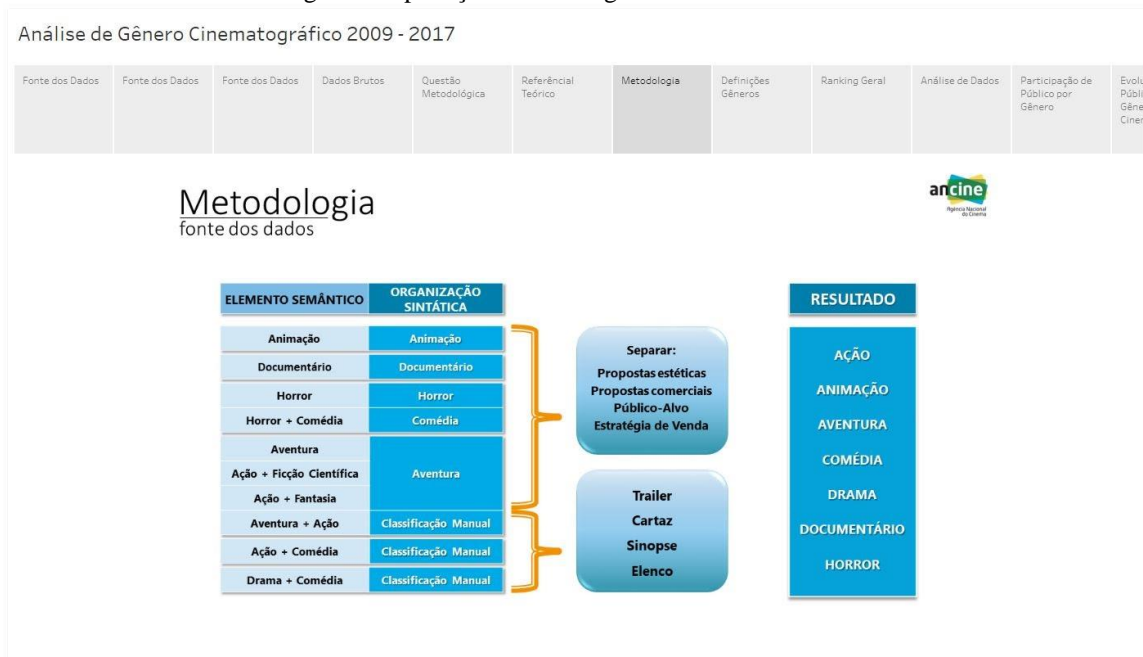 Análise de Gênero Cinematográfico 2009 - 2017
Fonte dos Dados
Fonte dos Dados
Fonte dos Dados
Dados Brutos
Questão
Metodológica
Referêncial
Teórico
Metodologia
Definições
Gêneros
Ranking Geral
Análise de Dados
Participação de
Público por
Gênero
Metodologia
fonte dos dados
ancine
Agência Nacional
do Cinema
ELEMENTO SEMÂNTICO
ORGANIZAÇÃO
SINTÁTICA
Animação
Animação
Documentário
Documentário
Horror
Horror
Horror + Comédia
Comédia
Aventura
Ação + Ficção Científica
Ação + Fantasia
Aventura
Aventura + Ação
Classificação Manual
Ação + Comédia
Classificação Manual
Drama + Comédia
Classificação Manual
Separar:
Propostas estéticas
Propostas comerciais
Público-Alvo
Estratégia de Venda
Trailer
Cartaz
Sinopse
Elenco
RESULTADO
AÇÃO
ANIMAÇÃO
AVENTURA
COMÉDIA
DRAMA
DOCUMENTÁRIO
HORROR